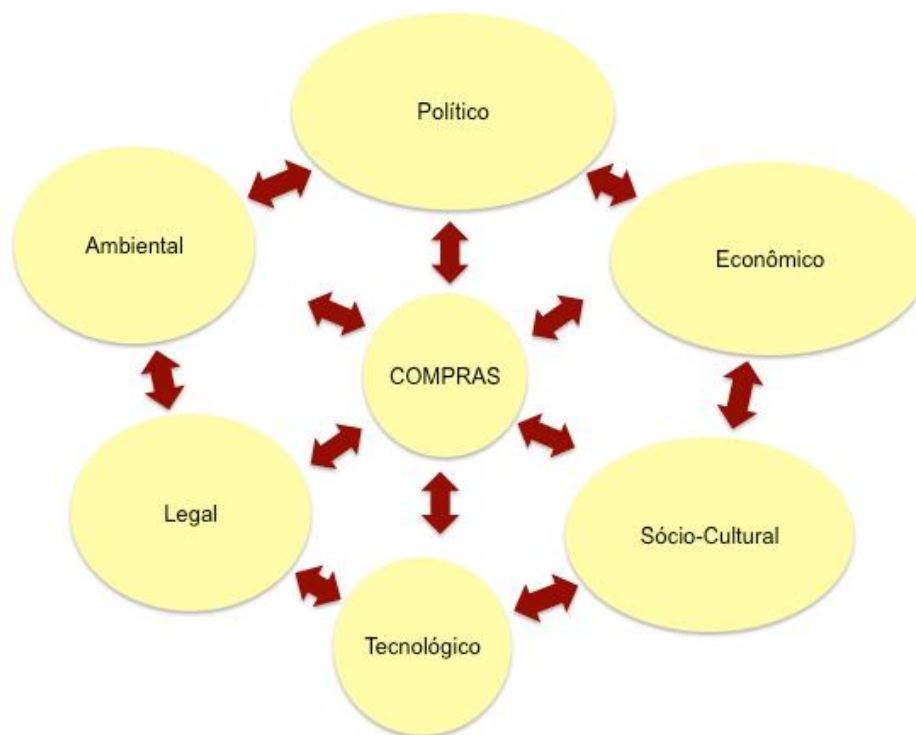 Político
Ambiental
Econômico
COMPRAS
Legal
Sócio-Cultural
Tecnológico